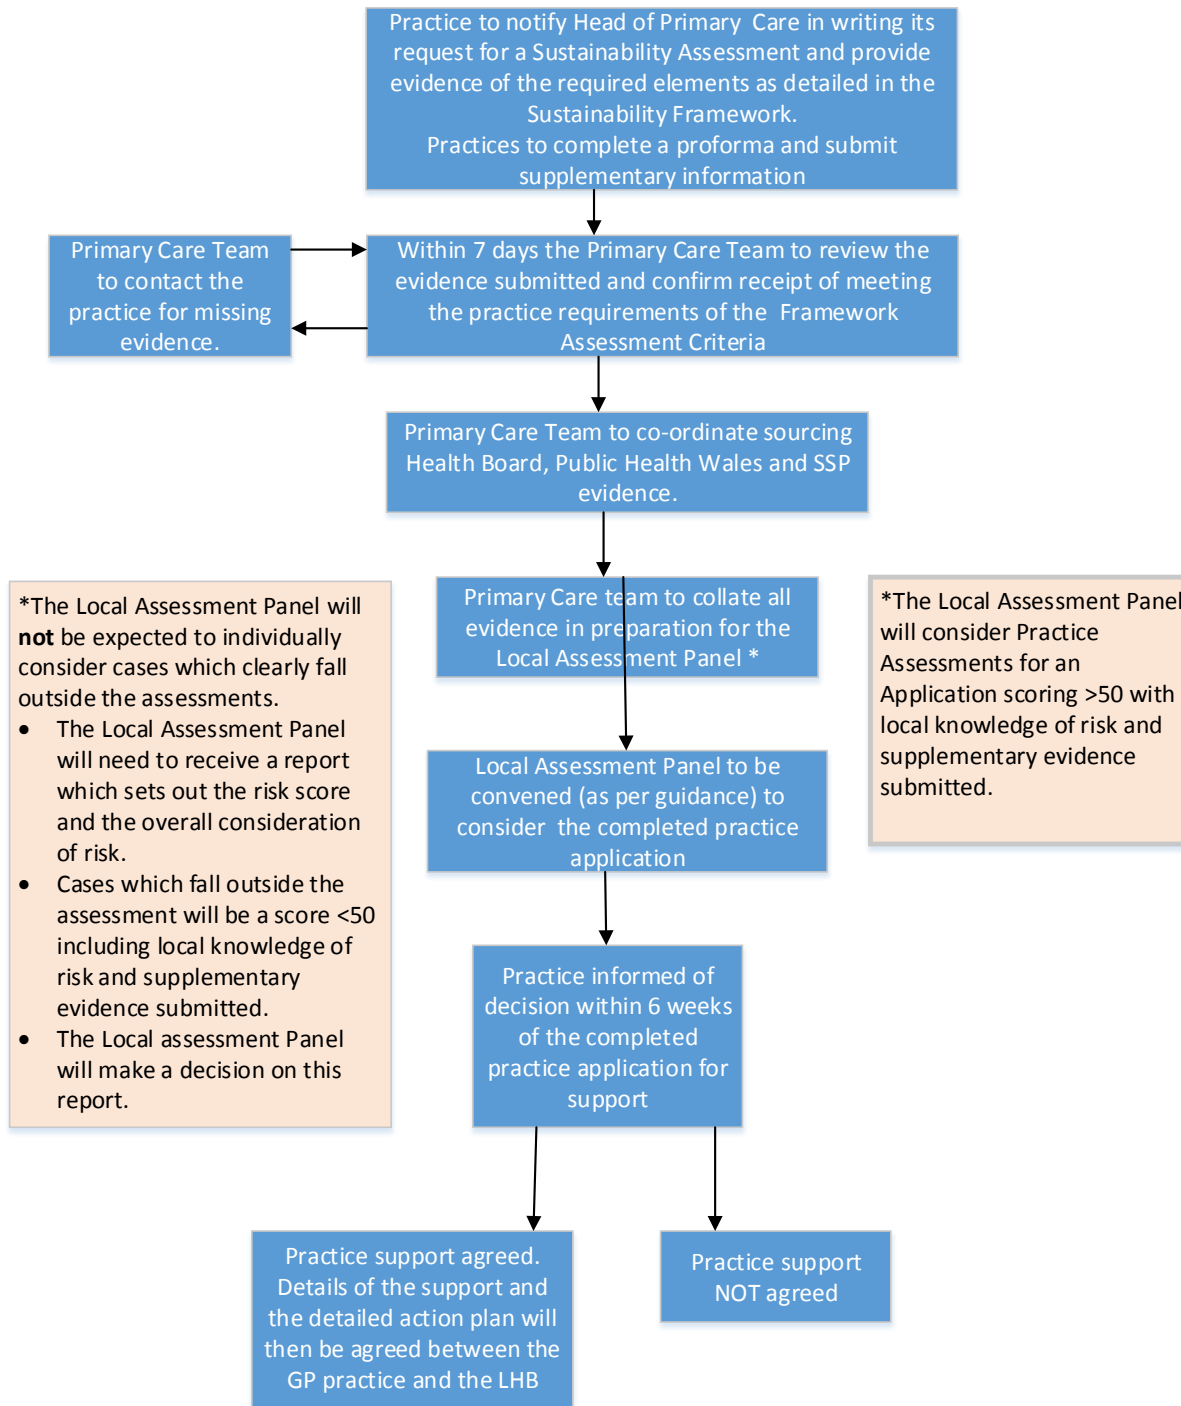 Practice to notify Head of Primary  Care in writing its
request for a Sustainability Assessment and provide
evidence of the required elements as detailed in the
Sustainability Framework.
Practices to complete a proforma and submit
supplementary information
Primary Care Team
to contact the
practice for missing
evidence.
Within 7 days the Primary Care Team to review the
evidence submitted and confirm receipt of meeting
the practice requirements of the  Framework
Assessment Criteria
Primary Care Team to co-ordinate sourcing
Health Board, Public Health Wales and SSP
evidence.
*The Local Assessment Panel will
not be expected to individually
consider cases which clearly fall
outside the assessments.
• The Local Assessment Panel
will need to receive a report
which sets out the risk score
and the overall consideration
of risk.
• Cases which fall outside the
assessment will be a score <50
including local knowledge of
risk and supplementary
evidence submitted.
• The Local assessment Panel
will make a decision on this
report.
Primary Care team to collate all
evidence in preparation for the
Local Assessment Panel *
*The Local Assessment Panel
will consider Practice
Assessments for an
Application scoring >50 with
local knowledge of risk and
supplementary evidence
submitted.
Local Assessment Panel to be
convened (as per guidance) to
consider  the completed practice
application
Practice informed of
decision within 6 weeks
of the completed
practice application for
support
Practice support agreed.
Details of the support and
the detailed action plan will
then be agreed between the
GP practice and the LHB
Practice support
NOT agreed